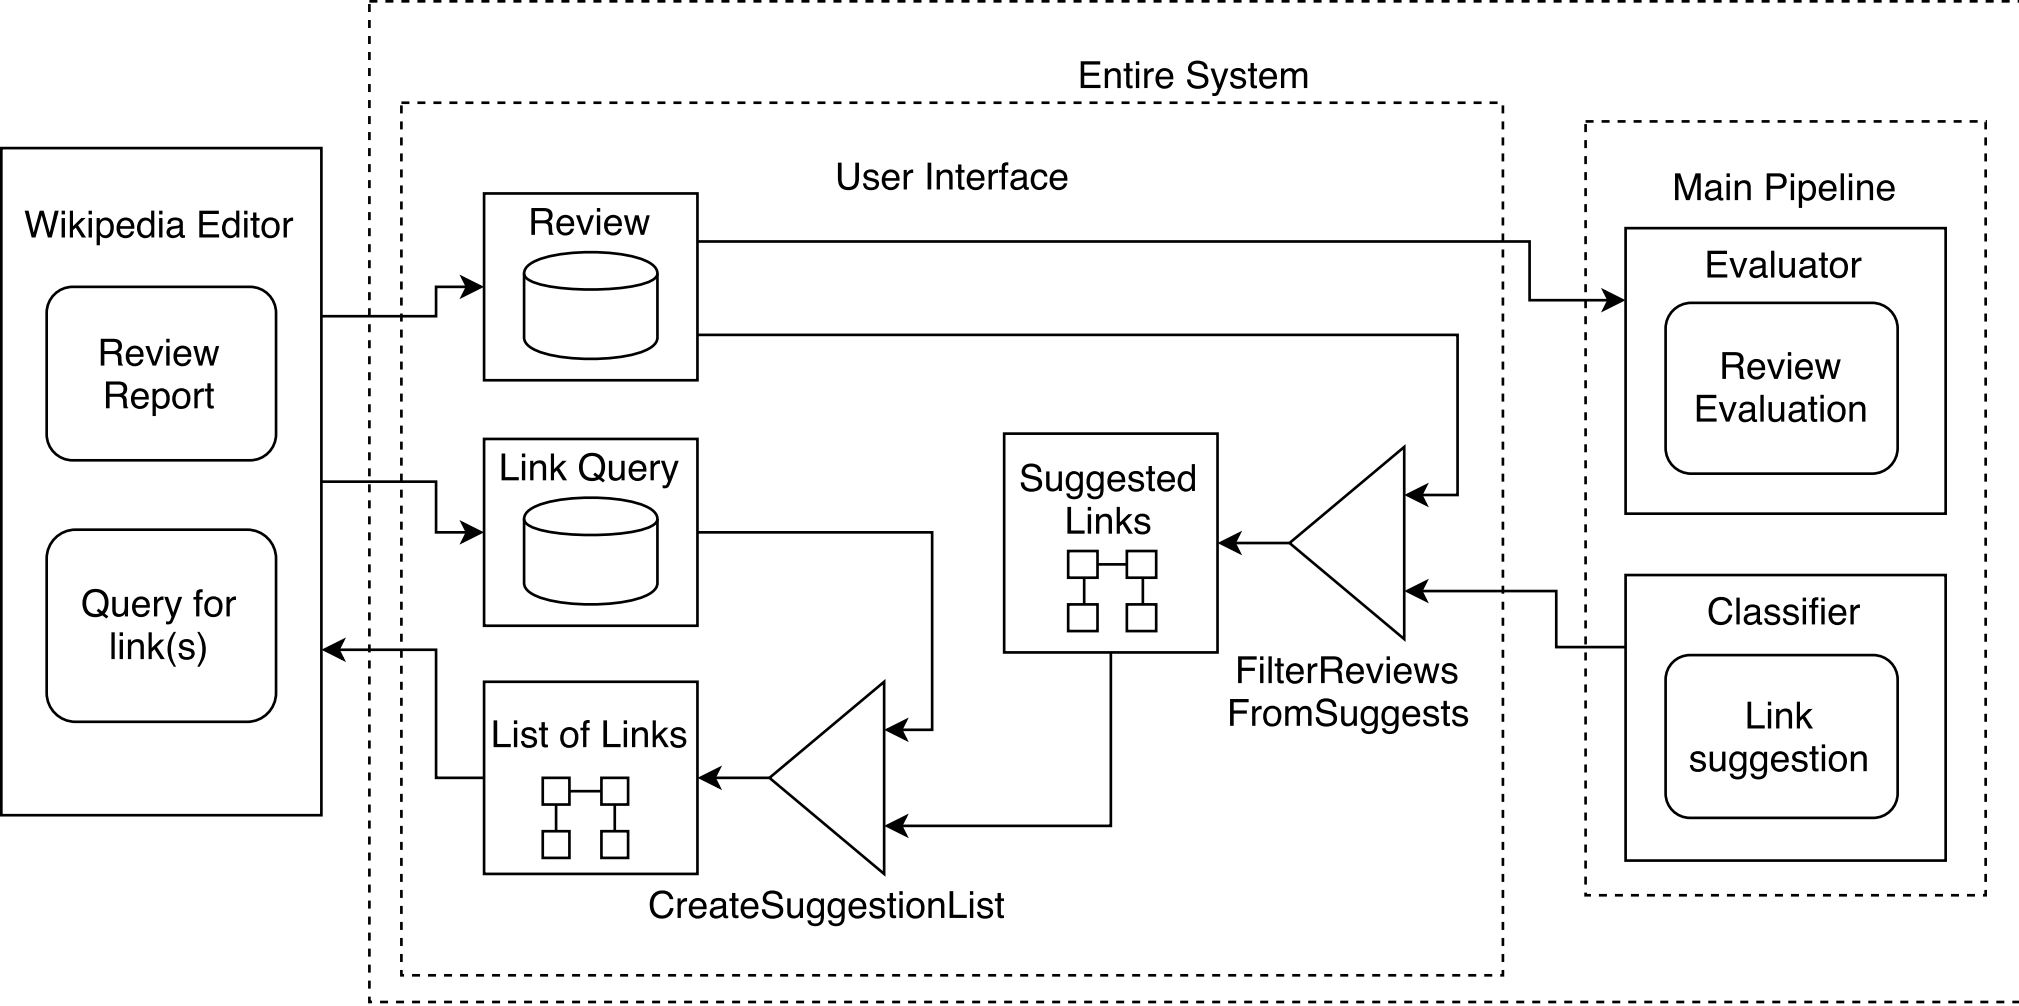 Entire System
User Interface
Wikipedia Editor
Review
Report
Query for
link(s)
Review
Link Query
List of Links
CreateSuggestionList
Suggested
Links
FilterReviews
FromSuggests
Main Pipeline
Evaluator
Review
Evaluation
Classifier
Link
suggestion